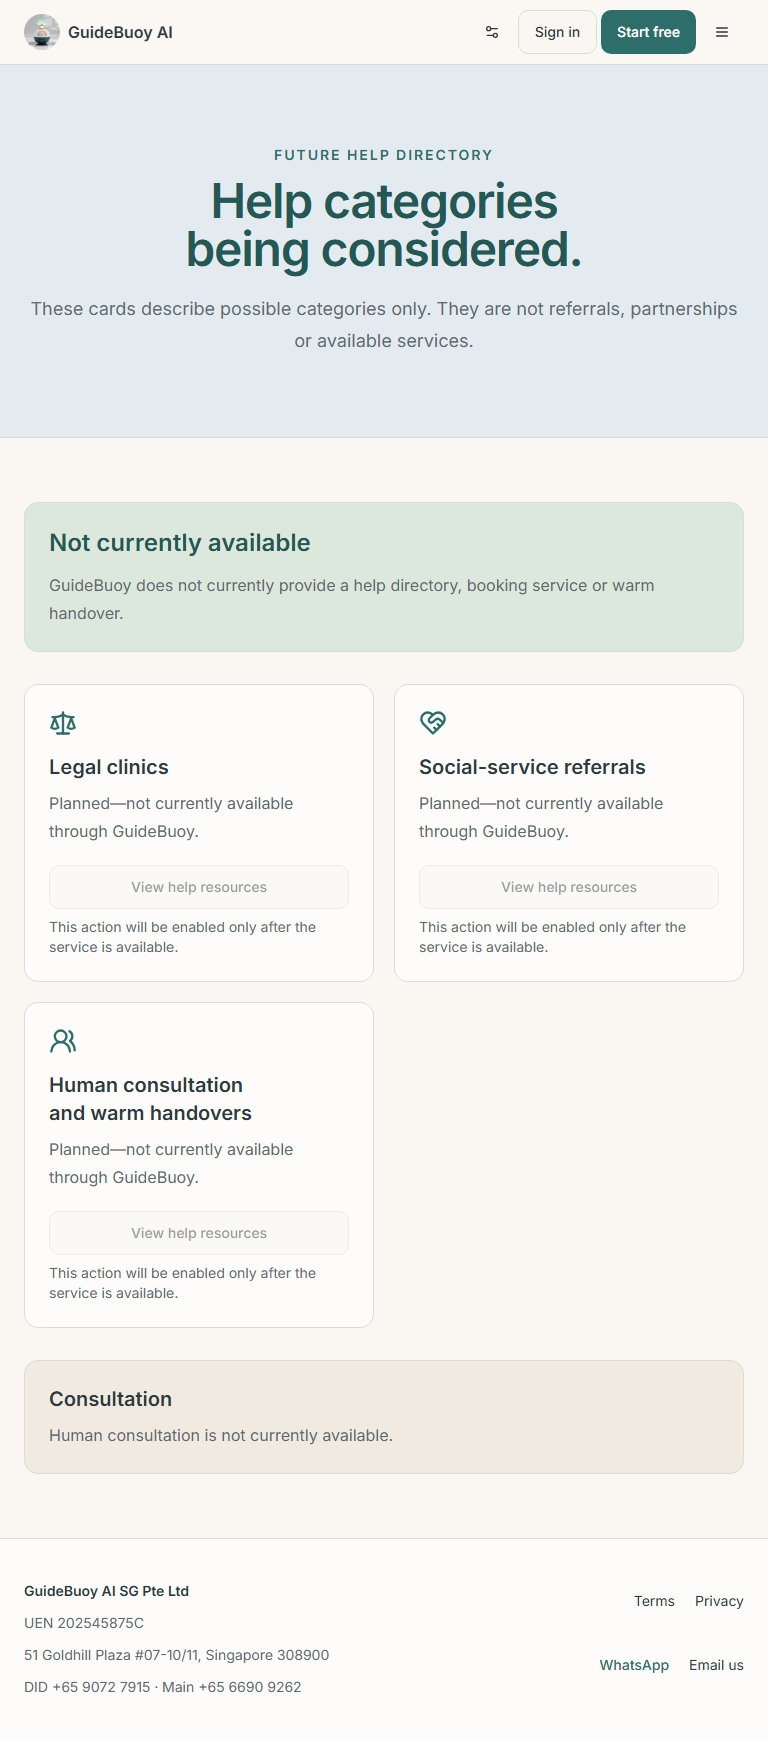 GuideBuoy AI
Sign in
Start free
FUTURE HELP DIRECTORY
Help categories
being considered.
These cards describe possible categories only. They are not referrals, partnerships
or available services.
Not currently available
GuideBuoy does not currently provide a help directory, booking service or warm
handover.
Legal clinics
Planned—not currently available
through GuideBuoy.
View help resources
This action will be enabled only after the
service is available.
Social-service referrals
Planned—not currently available
through GuideBuoy.
View help resources
This action will be enabled only after the
service is available.
Human consultation
and warm handovers
Planned—not currently available
through GuideBuoy.
View help resources
This action will be enabled only after the
service is available.
Consultation
Human consultation is not currently available.
GuideBuoy AI SG Pte Ltd
UEN 202545875C
51 Goldhill Plaza #07-10/11, Singapore 308900
DID +65 9072 7915 · Main +65 6690 9262
Terms
Privacy
WhatsApp
Email us